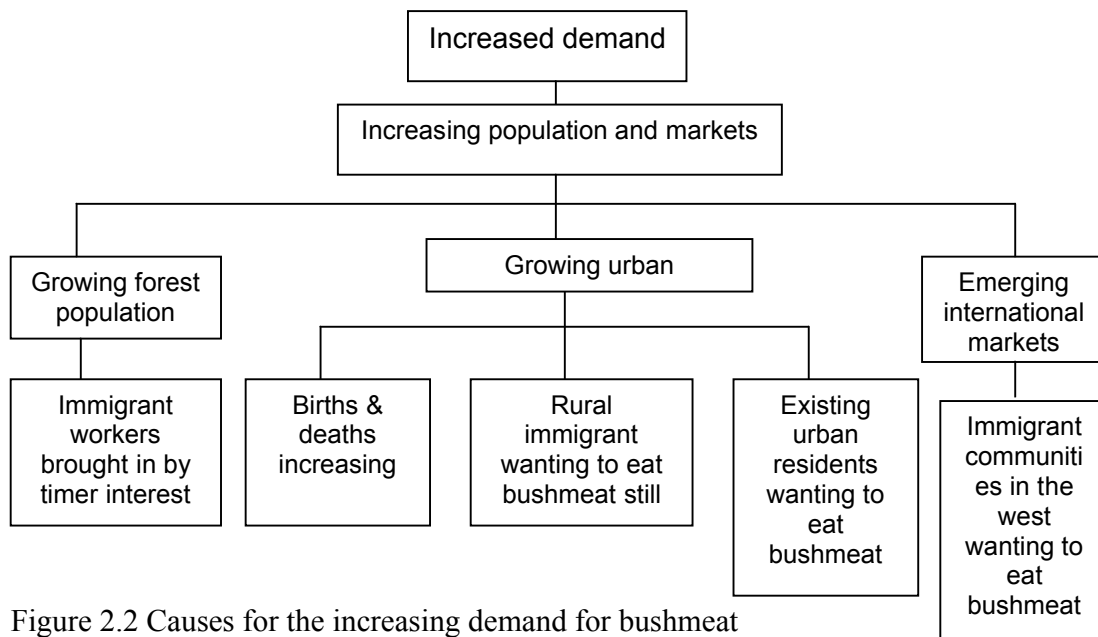 Increased demand
Increasing population and markets
Growing forest
population
Growing urban
Emerging
international
markets
Immigrant
workers
brought in by
timer interest
Births &
deaths
increasing
Rural
immigrant
wanting to eat
bushmeat still
Existing
urban
residents
wanting to
eat
bushmeat
Immigrant
communiti
es in the
west
wanting to
eat
bushmeat
Figure 2.2 Causes for the increasing demand for bushmeat